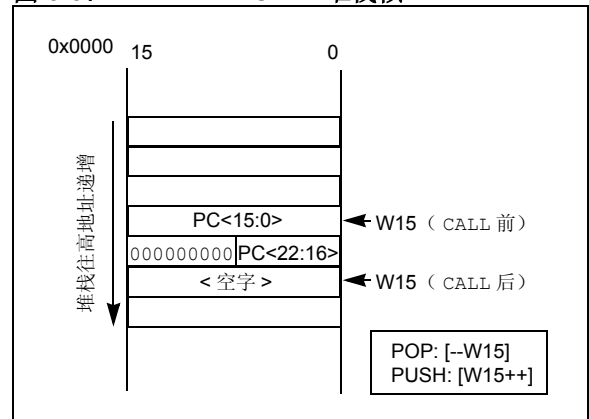 0x0000 15 0
堆栈往高地址递增
PC<15:0>
W15（CALL 前）
000000000 PC<22:16>
<空字>
W15（CALL 后）
POP: [--W15]
PUSH: [W15++]